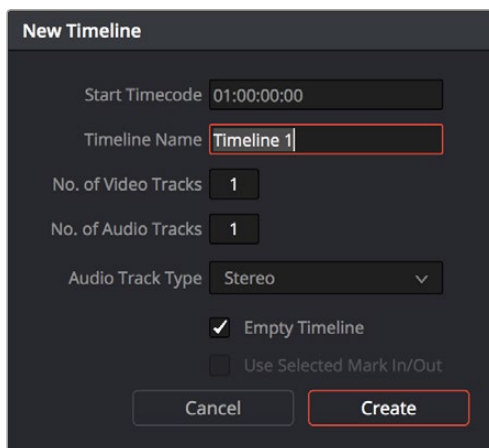 New Timeline
Start Timecode 01:00:00:00
Timeline Name Timeline 1
No. of Video Tracks 1
No. of Audio Tracks 1
Audio Track Type Stereo
Empty Timeline
Use Selected Mark In/Out
Cancel Create